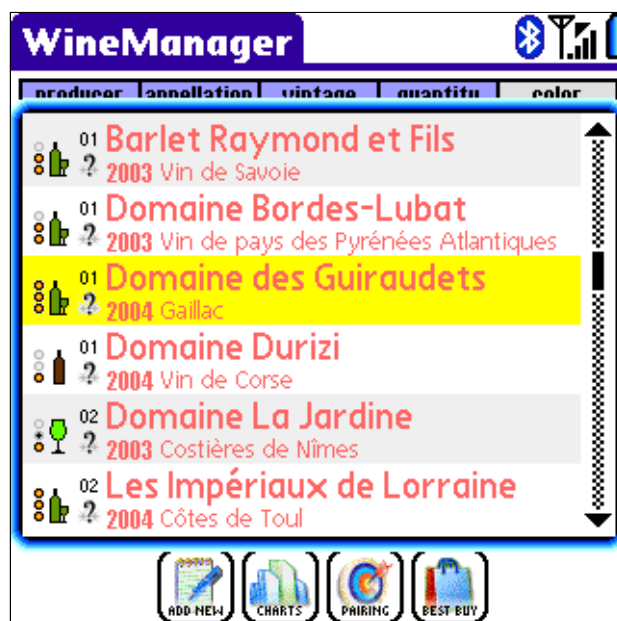 WineManager
producer appellation vintage quantity color
01 Barlet Raymond et Fils
2003 Vin de Savoie
01 Domaine Bordes-Lubat
2003 Vin de pays des Pyrénées Atlantiques
01 Domaine des Guiraudets
2004 Gaillac
01 Domaine Durizi
2004 Vin de Corse
02 Domaine La Jardine
2003 Costières de Nîmes
02 Les Impériaux de Lorraine
2004 Côtes de Toul
ADD NEW CHARTS PAIRING BEST BUY